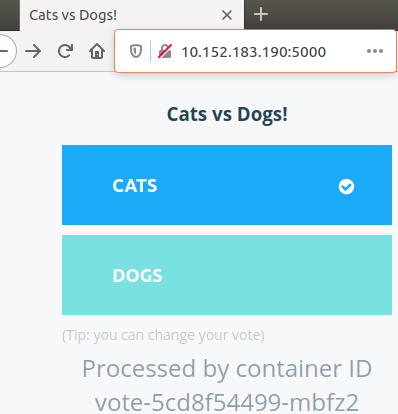 Cats vs Dogs!
10.152.183.190:5000
Cats vs Dogs!
CATS
DOGS
(Tip: you can change your vote)
Processed by container ID
vote-5cd8f54499-mbfz2